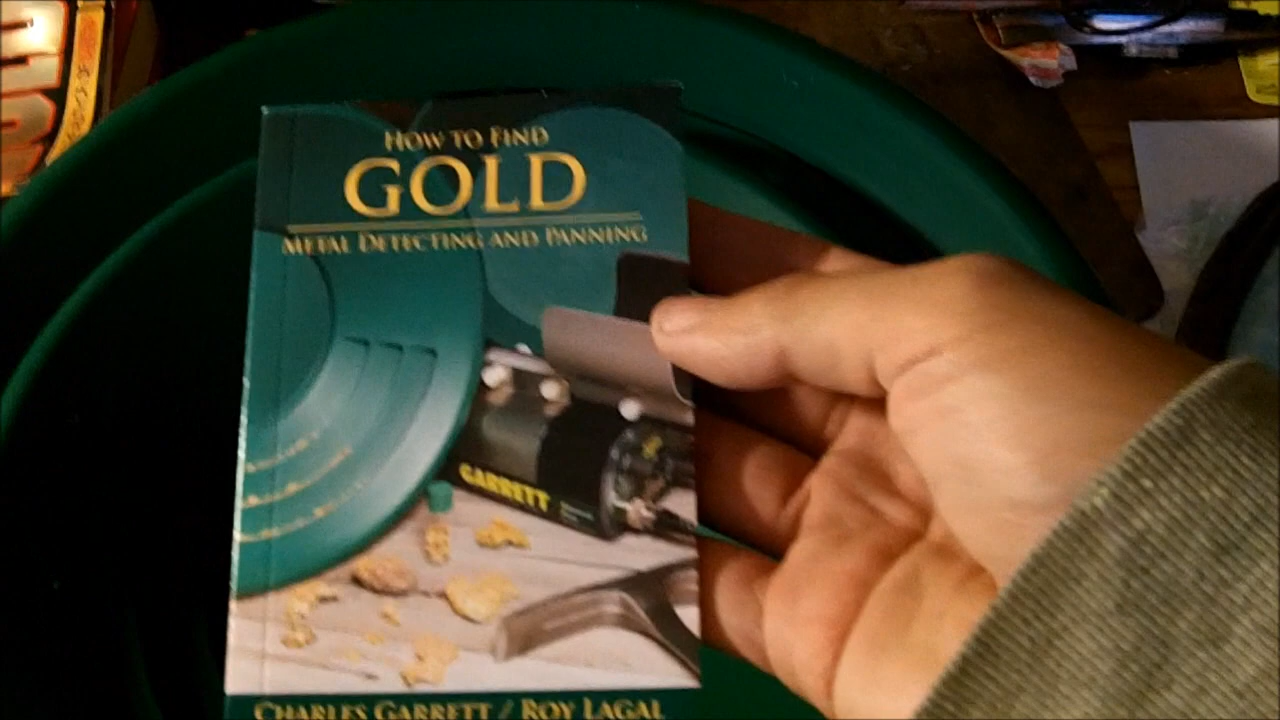 HOW TO FIND
GOLD
METAL DETECTING AND PANNING
GARRETT
CHARLES GARRETT / ROY LAGAL